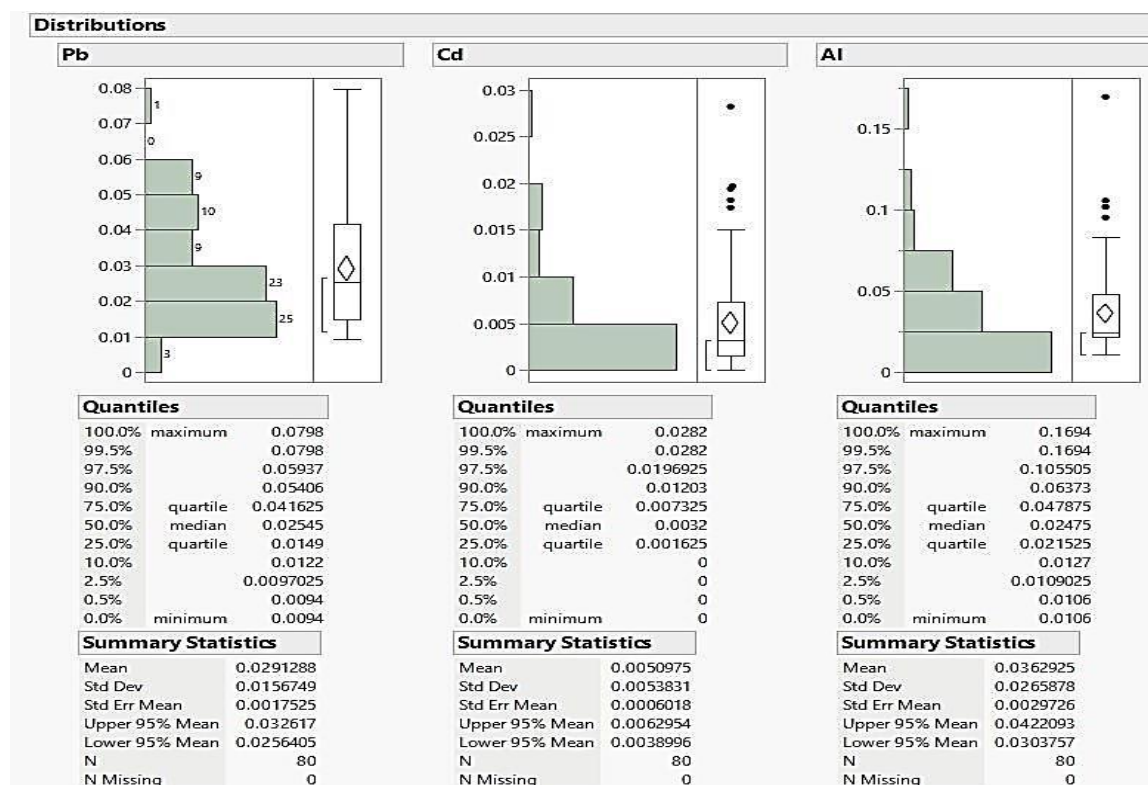 Distributions
Pb
0.08
0.07
0.06
0.05
0.04
0.03
0.02
0.01
0
1
0
9
10
9
23
25
3
Quantiles
100.0% maximum 0.0798
99.5% 0.0798
97.5% 0.05937
90.0% 0.05406
75.0% quartile 0.041625
50.0% median 0.02545
25.0% quartile 0.0149
10.0% 0.0122
2.5% 0.0097025
0.5% 0.0094
0.0% minimum 0.0094
Summary Statistics
Mean 0.0291288
Std Dev 0.0156749
Std Err Mean 0.0017525
Upper 95% Mean 0.032617
Lower 95% Mean 0.0256405
N 80
N Missing 0
Cd
0.03
0.025
0.02
0.015
0.01
0.005
0
Quantiles
100.0% maximum 0.0282
99.5% 0.0282
97.5% 0.0196925
90.0% 0.01203
75.0% quartile 0.007325
50.0% median 0.0032
25.0% quartile 0.001625
10.0% 0
2.5% 0
0.5% 0
0.0% minimum 0
Summary Statistics
Mean 0.0050975
Std Dev 0.0053831
Std Err Mean 0.0006018
Upper 95% Mean 0.0062954
Lower 95% Mean 0.0038996
N 80
N Missing 0
Al
0.15
0.1
0.05
0
Quantiles
100.0% maximum 0.1694
99.5% 0.1694
97.5% 0.105505
90.0% 0.06373
75.0% quartile 0.047875
50.0% median 0.02475
25.0% quartile 0.021525
10.0% 0.0127
2.5% 0.0109025
0.5% 0.0106
0.0% minimum 0.0106
Summary Statistics
Mean 0.0362925
Std Dev 0.0265878
Std Err Mean 0.0029726
Upper 95% Mean 0.0422093
Lower 95% Mean 0.0303757
N 80
N Missing 0